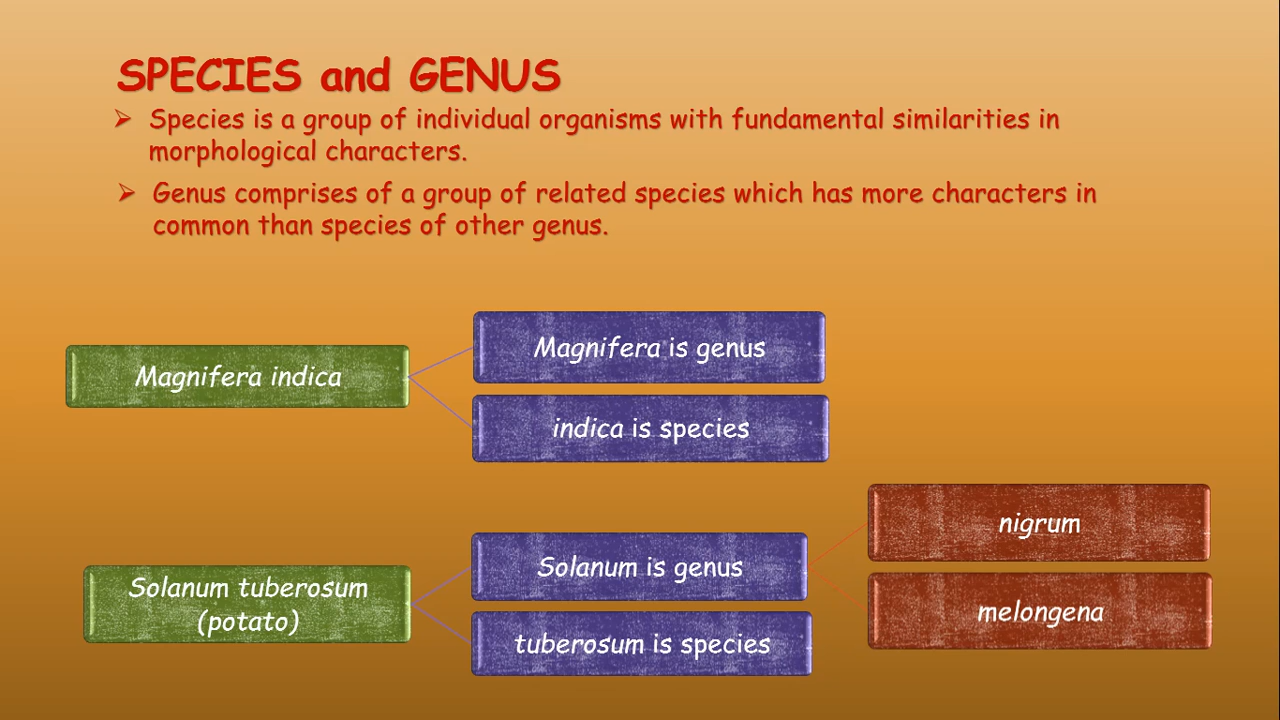 SPECIES and GENUS
➢ Species is a group of individual organisms with fundamental similarities in
morphological characters.
➢ Genus comprises of a group of related species which has more characters in
common than species of other genus.
Magnifera indica
Magnifera is genus
indica is species
Solanum tuberosum
(potato)
Solanum is genus
tuberosum is species
nigrum
melongena